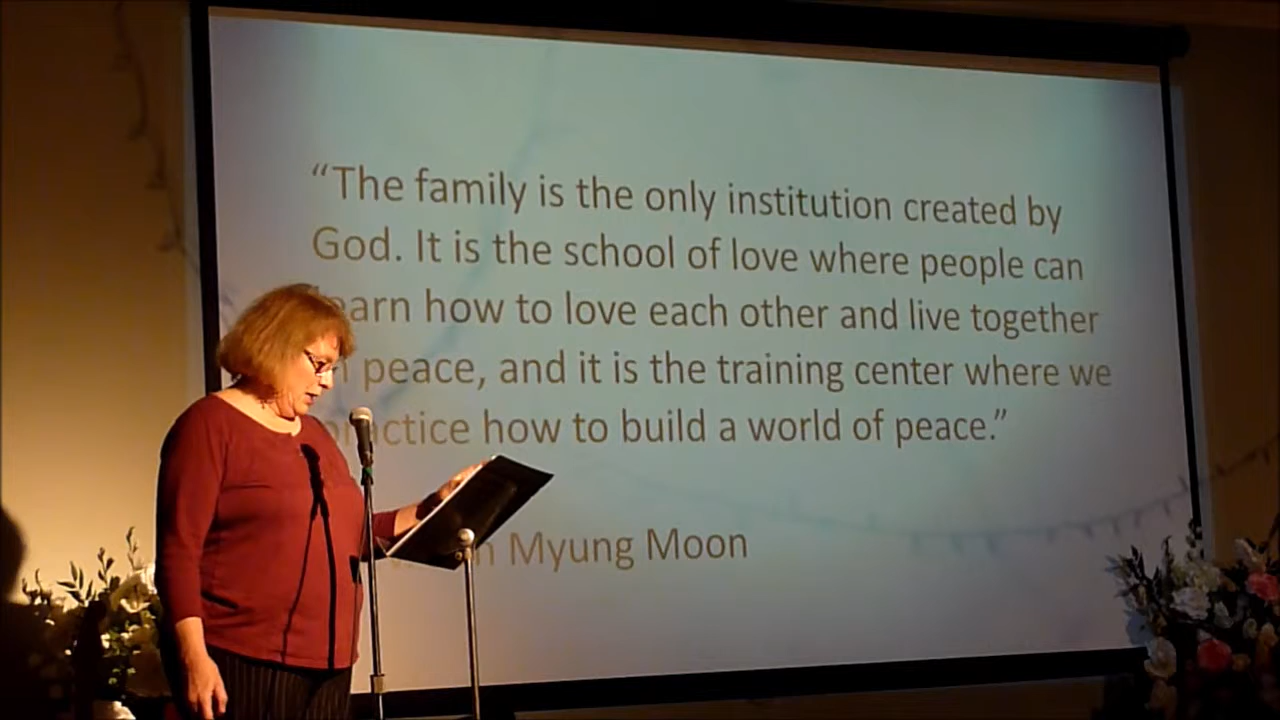 “The family is the only institution created by
God. It is the school of love where people can
learn how to love each other and live together
peace, and it is the training center where we
practice how to build a world of peace.”
Myung Moon